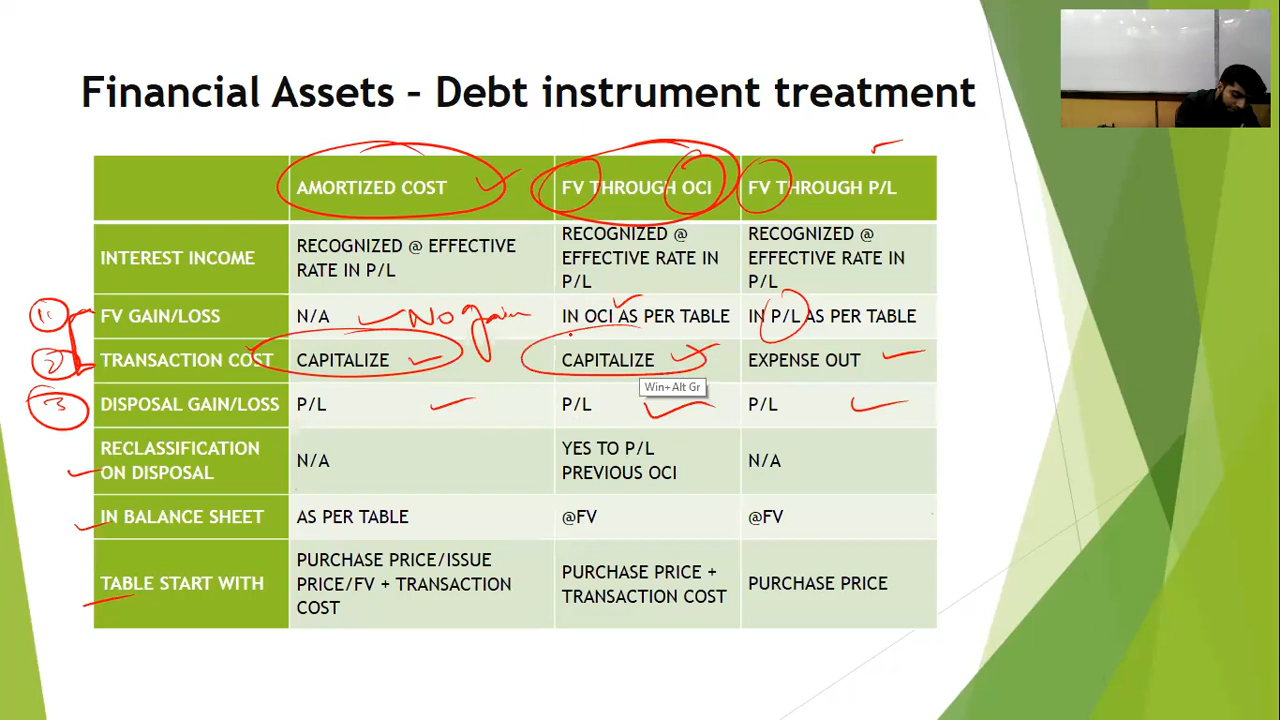 Financial Assets – Debt instrument treatment
AMORTIZED COST
FV THROUGH OCI
FV THROUGH P/L
INTEREST INCOME
RECOGNIZED @ EFFECTIVE
RATE IN P/L
RECOGNIZED @
EFFECTIVE RATE IN
P/L
RECOGNIZED @
EFFECTIVE RATE IN
P/L
1
FV GAIN/LOSS
N/A
No gain
IN OCI AS PER TABLE
IN P/L AS PER TABLE
2
TRANSACTION COST
CAPITALIZE
CAPITALIZE
EXPENSE OUT
Win+Alt Gr
3
DISPOSAL GAIN/LOSS
P/L
P/L
P/L
RECLASSIFICATION
ON DISPOSAL
N/A
YES TO P/L
PREVIOUS OCI
N/A
IN BALANCE SHEET
AS PER TABLE
@FV
@FV
TABLE START WITH
PURCHASE PRICE/ISSUE
PRICE/FV + TRANSACTION
COST
PURCHASE PRICE +
TRANSACTION COST
PURCHASE PRICE